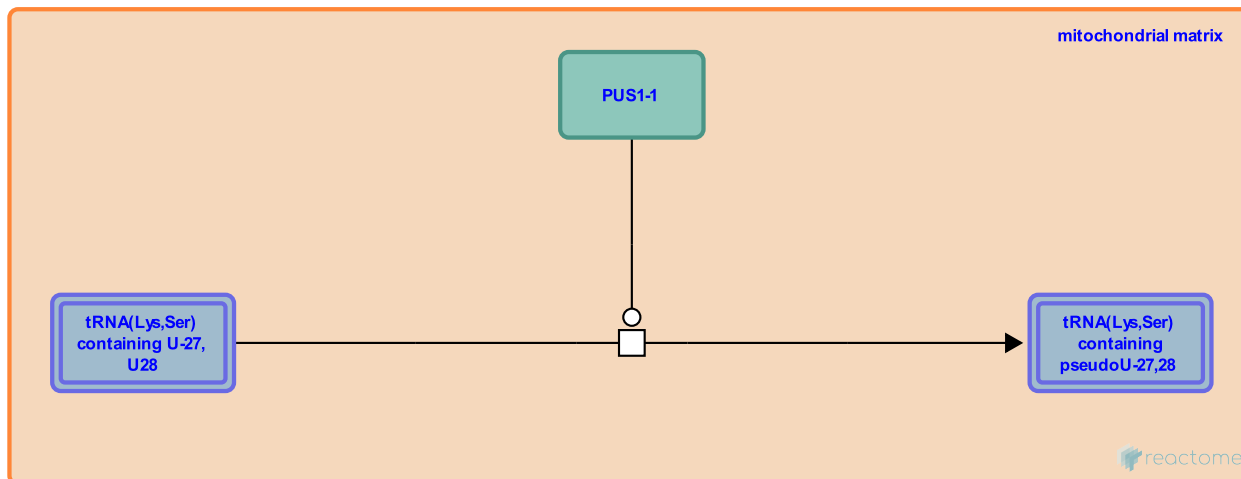 mitochondrial matrix
PUS1-1
tRNA(Lys,Ser)
containing U-27,
U28
tRNA(Lys,Ser)
containing
pseudoU-27,28
reactome